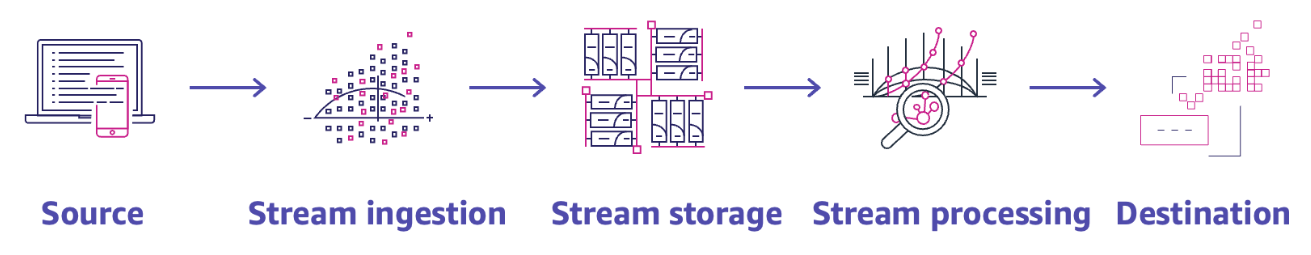 Source
Stream ingestion
Stream storage
Stream processing
Destination